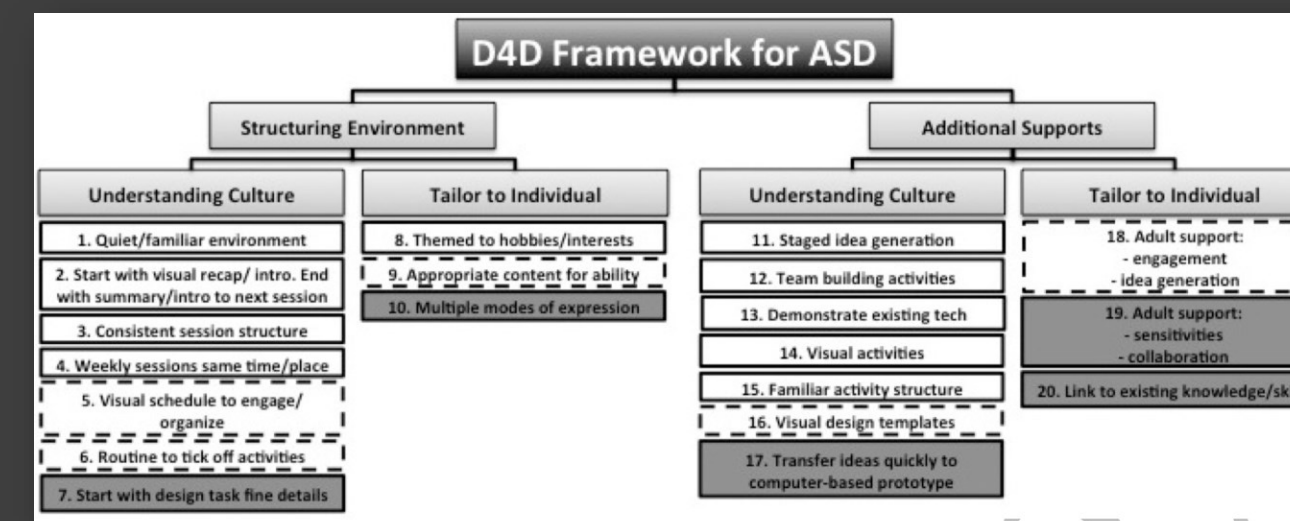 D4D Framework for ASD
Structuring Environment
Additional Supports
Understanding Culture
1. Quiet/familiar environment
2. Start with visual recap/ intro. End
with summary/intro to next session
3. Consistent session structure
4. Weekly sessions same time/place
5. Visual schedule to engage/
organize
6. Routine to tick off activities
7. Start with design task fine details
Tailor to Individual
8. Themed to hobbies/interests
9. Appropriate content for ability
10. Multiple modes of expression
Understanding Culture
11. Staged idea generation
12. Team building activities
13. Demonstrate existing tech
14. Visual activities
15. Familiar activity structure
16. Visual design templates
17. Transfer ideas quickly to
computer-based prototype
Tailor to Individual
18. Adult support:
- engagement
- idea generation
19. Adult support:
- sensitivities
- collaboration
20. Link to existing knowledge/sk